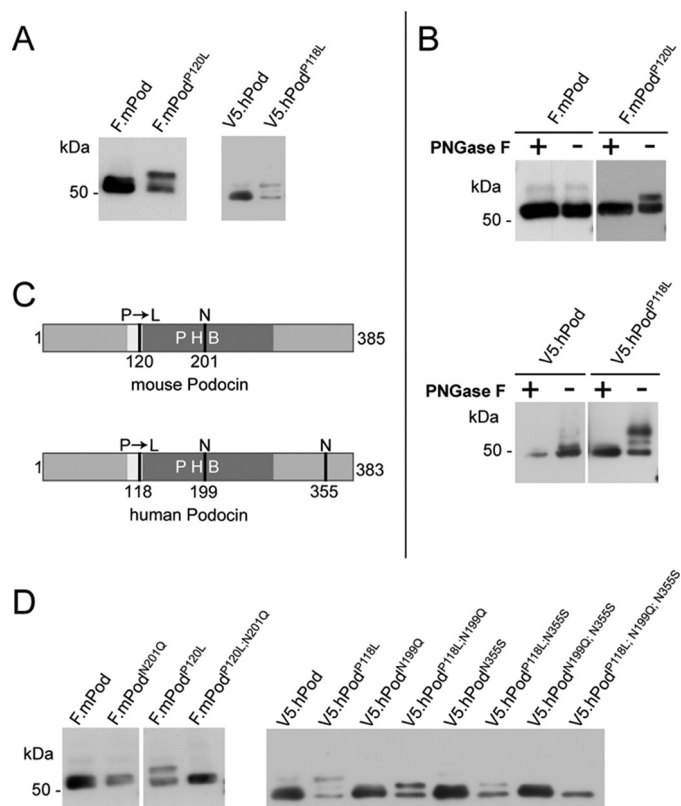 A
F.mPod
F.mPodP120L
V5.hPod
V5.hPodP118L
kDa
50 -
B
F.mPod
F.mPodP120L
PNGase F + - + -
kDa
50 -
V5.hPod
V5.hPodP118L
PNGase F + - + -
kDa
50 -
C
P→L N
1 PHB 385
120 201
mouse Podocin
P→L N N
1 PHB 383
118 199 355
human Podocin
D
F.mPod
F.mPodN201Q
F.mPodP120L
F.mPodP120L;N201Q
V5.hPod
V5.hPodP118L
V5.hPodN199Q
V5.hPodP118L;N199Q
V5.hPodN355S
V5.hPodP118L;N355S
V5.hPodN199Q; N355S
V5.hPodP118L; N199Q; N355S
kDa
50 -